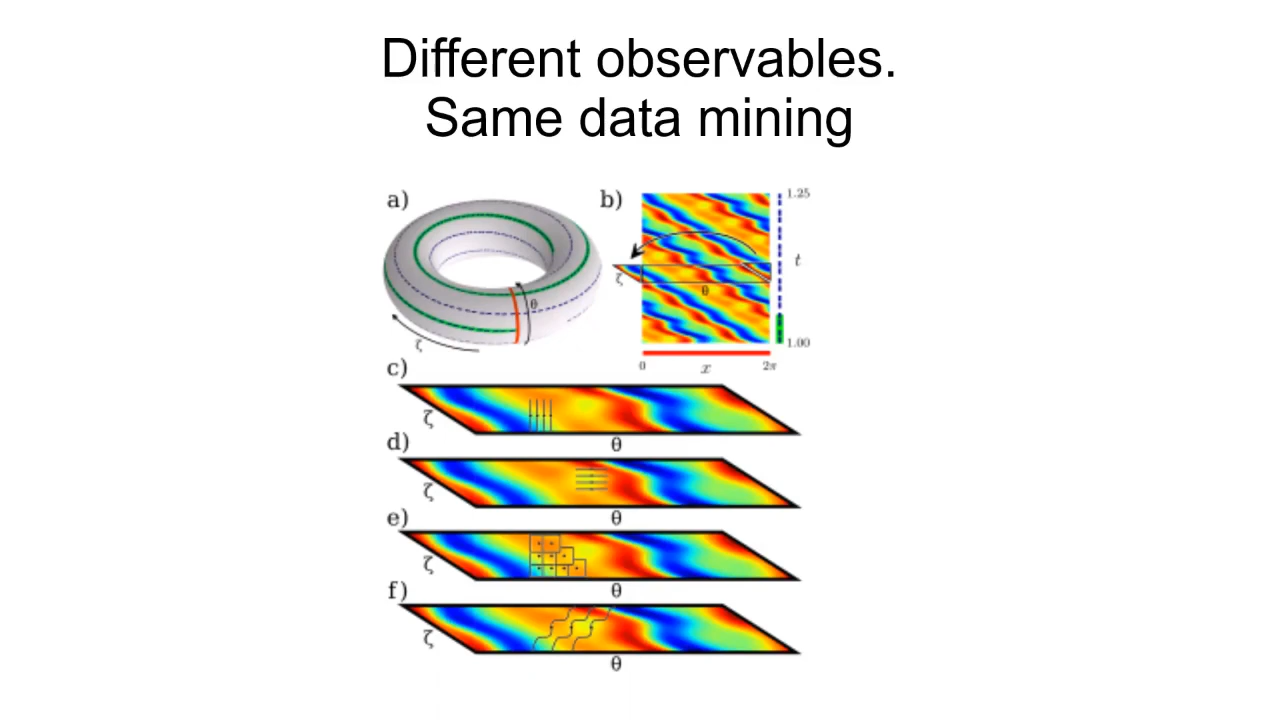 Different observables.
Same data mining
a)
θ
ζ
b)
1.25
t
ζ
θ
1.00
0
x
2π
c)
ζ
θ
d)
ζ
θ
e)
ζ
θ
f)
ζ
θ